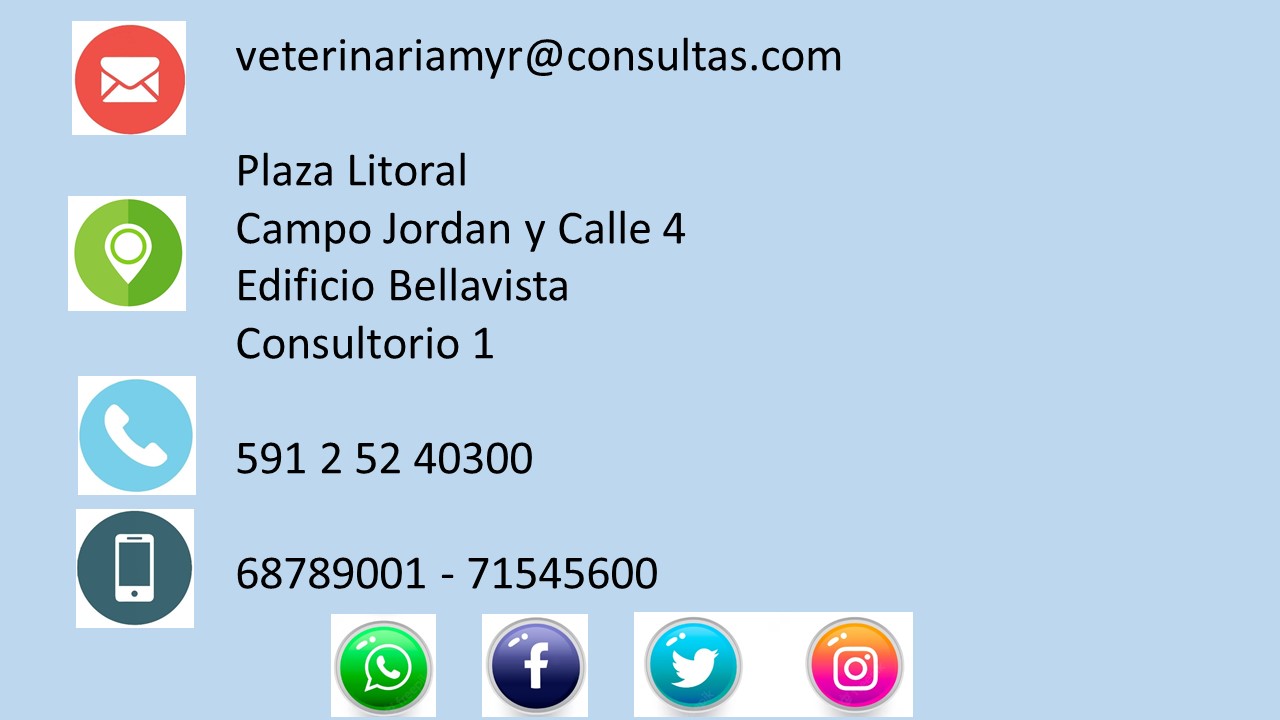 veterinariamyr@consultas.com
Plaza Litoral
Campo Jordan y Calle 4
Edificio Bellavista
Consultorio 1
591 2 52 40300
68789001 - 71545600